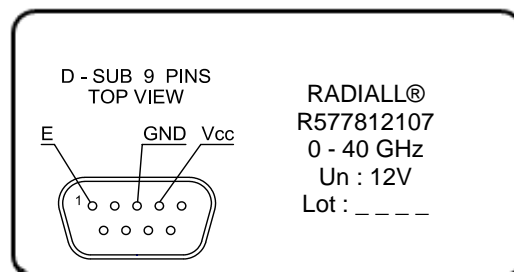 D - SUB 9 PINS
TOP VIEW
E GND Vcc
1
RADIALL®
R577812107
0 - 40 GHz
Un : 12V
Lot : _ _ _ _